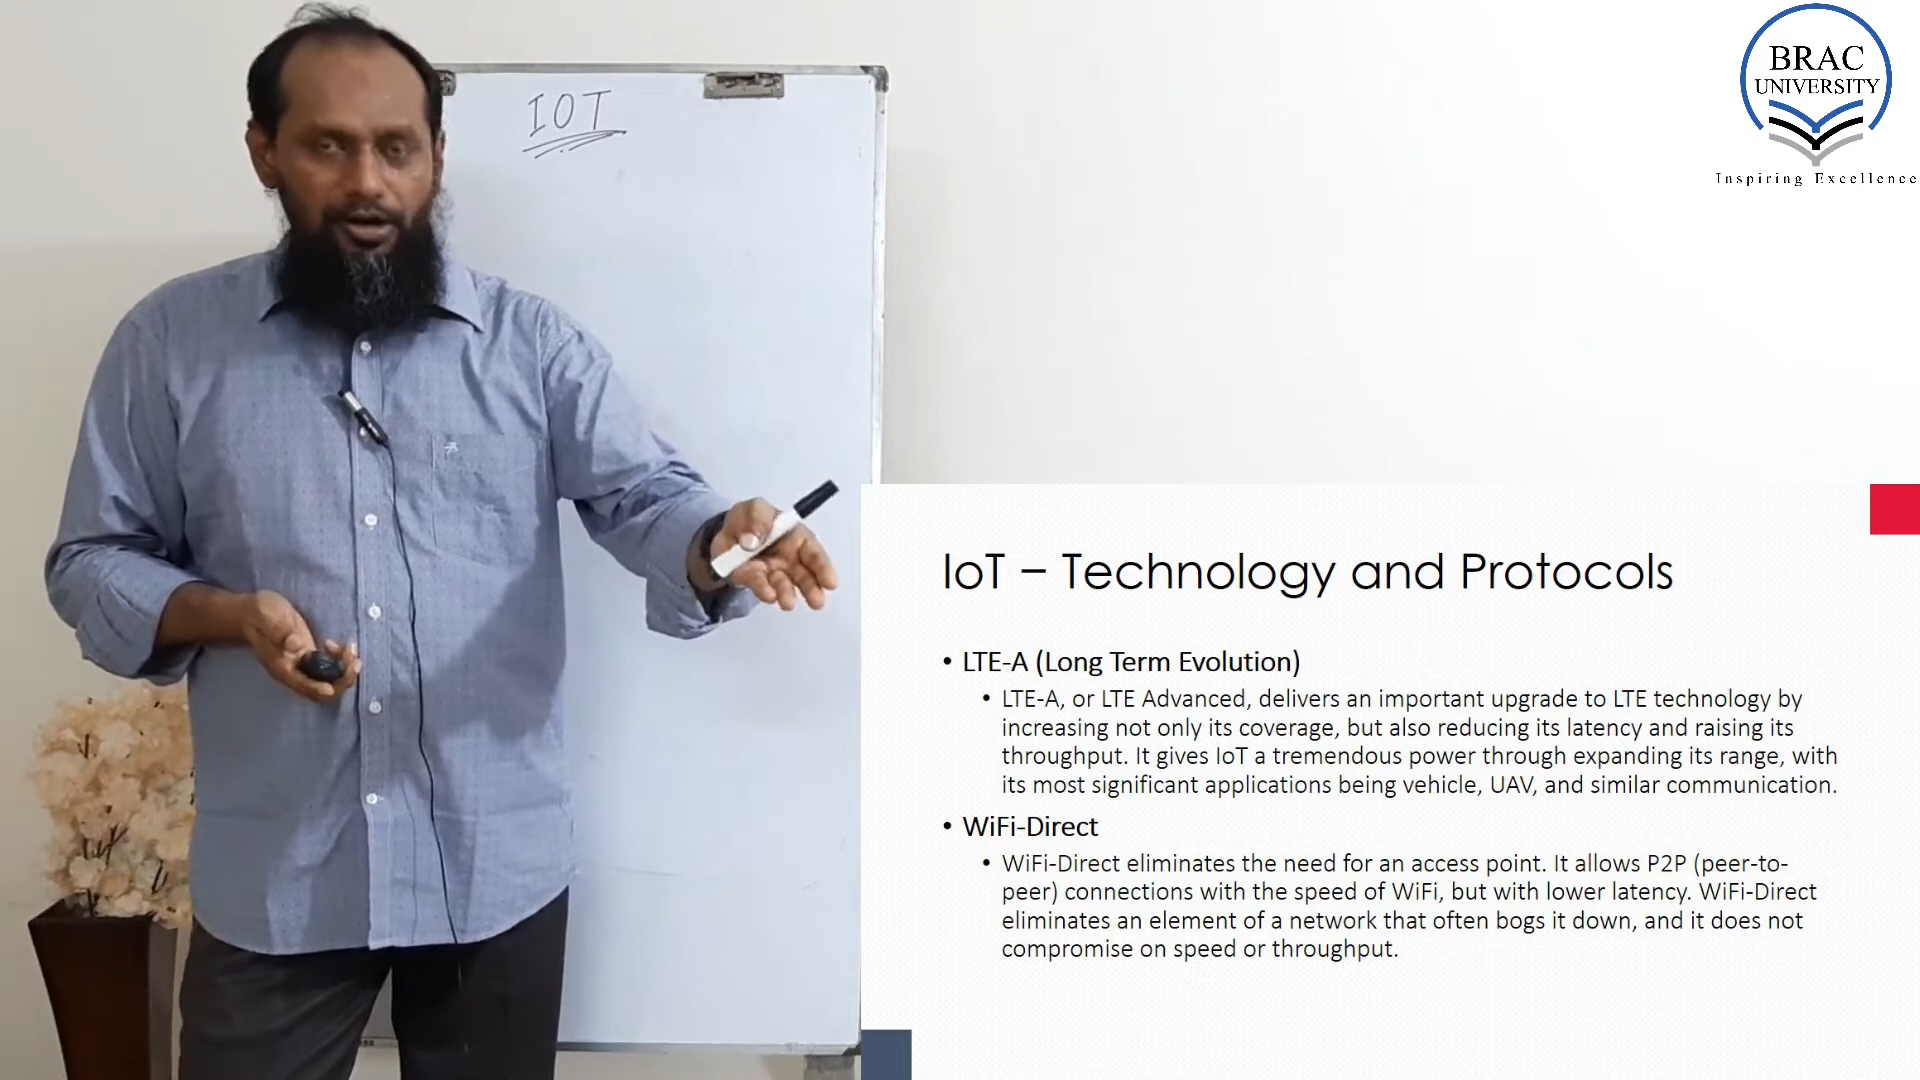 IOT
BRAC
UNIVERSITY
Inspiring Excellence
IoT – Technology and Protocols
• LTE-A (Long Term Evolution)
• LTE-A, or LTE Advanced, delivers an important upgrade to LTE technology by
increasing not only its coverage, but also reducing its latency and raising its
throughput. It gives IoT a tremendous power through expanding its range, with
its most significant applications being vehicle, UAV, and similar communication.
• WiFi-Direct
• WiFi-Direct eliminates the need for an access point. It allows P2P (peer-to-
peer) connections with the speed of WiFi, but with lower latency. WiFi-Direct
eliminates an element of a network that often bogs it down, and it does not
compromise on speed or throughput.